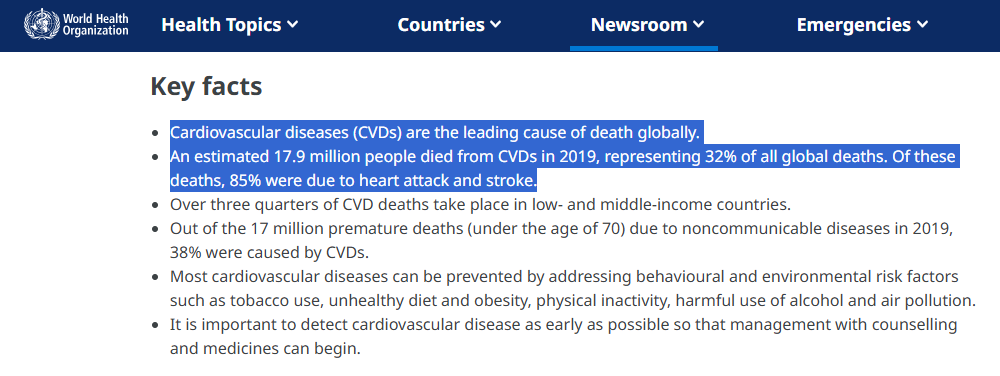 World Health
Organization
Health Topics
Countries
Newsroom
Emergencies
Key facts
Cardiovascular diseases (CVDs) are the leading cause of death globally.
An estimated 17.9 million people died from CVDs in 2019, representing 32% of all global deaths. Of these
deaths, 85% were due to heart attack and stroke.
Over three quarters of CVD deaths take place in low- and middle-income countries.
Out of the 17 million premature deaths (under the age of 70) due to noncommunicable diseases in 2019,
38% were caused by CVDs.
Most cardiovascular diseases can be prevented by addressing behavioural and environmental risk factors
such as tobacco use, unhealthy diet and obesity, physical inactivity, harmful use of alcohol and air pollution.
It is important to detect cardiovascular disease as early as possible so that management with counselling
and medicines can begin.